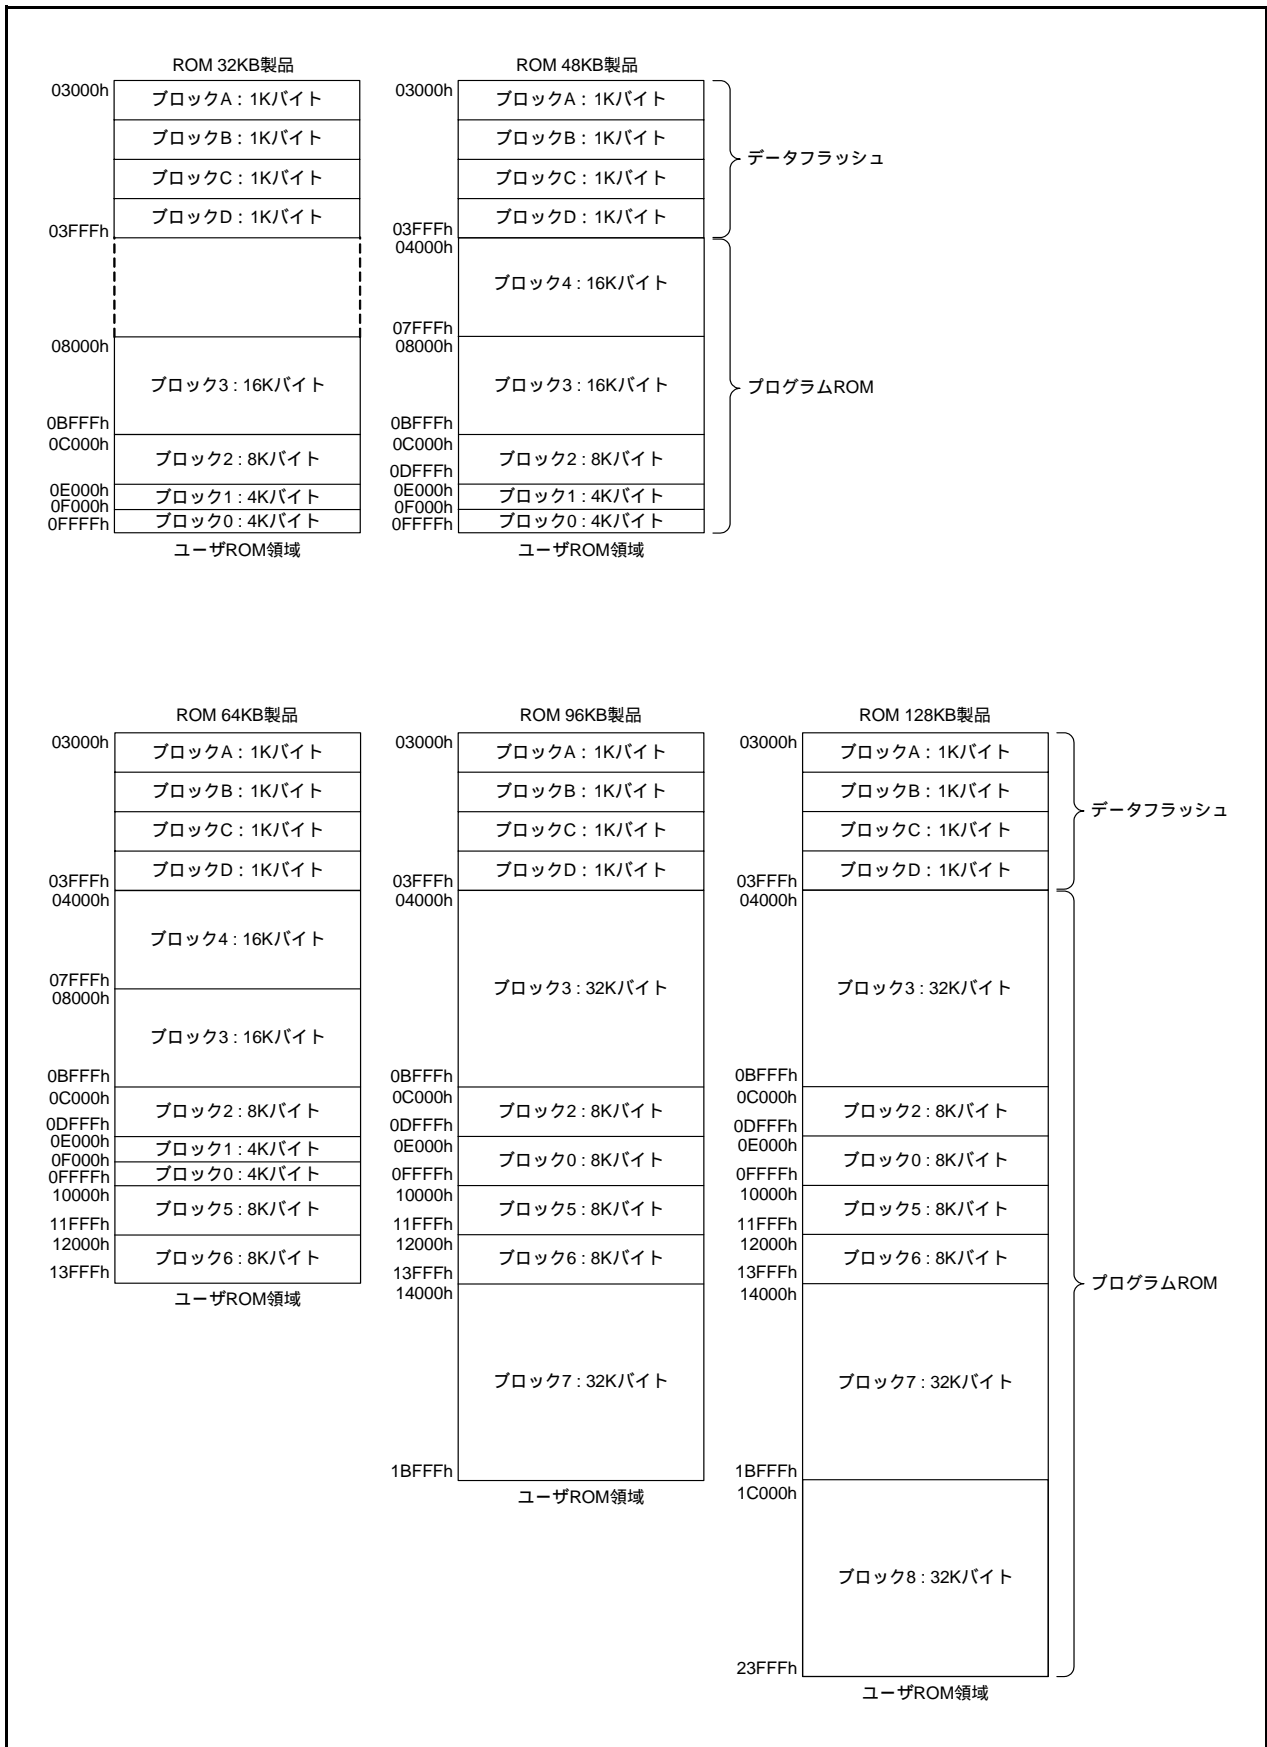 ROM 32KB製品
03000h
ブロックA : 1Kバイト
ブロックB : 1Kバイト
ブロックC : 1Kバイト
ブロックD : 1Kバイト
03FFFh
08000h
ブロック3 : 16Kバイト
0BFFFh
0C000h
ブロック2 : 8Kバイト
0E000h
ブロック1 : 4Kバイト
0F000h
ブロック0 : 4Kバイト
0FFFFh
ユーザROM領域
ROM 48KB製品
03000h
ブロックA : 1Kバイト
ブロックB : 1Kバイト
ブロックC : 1Kバイト
ブロックD : 1Kバイト
03FFFh
04000h
ブロック4 : 16Kバイト
07FFFh
08000h
ブロック3 : 16Kバイト
0BFFFh
0C000h
ブロック2 : 8Kバイト
0DFFFh
0E000h
ブロック1 : 4Kバイト
0F000h
ブロック0 : 4Kバイト
0FFFFh
ユーザROM領域
データフラッシュ
プログラムROM
ROM 64KB製品
03000h
ブロックA : 1Kバイト
ブロックB : 1Kバイト
ブロックC : 1Kバイト
ブロックD : 1Kバイト
03FFFh
04000h
ブロック4 : 16Kバイト
07FFFh
08000h
ブロック3 : 16Kバイト
0BFFFh
0C000h
ブロック2 : 8Kバイト
0DFFFh
0E000h
ブロック1 : 4Kバイト
0F000h
ブロック0 : 4Kバイト
0FFFFh
10000h
ブロック5 : 8Kバイト
11FFFh
12000h
ブロック6 : 8Kバイト
13FFFh
ユーザROM領域
ROM 96KB製品
03000h
ブロックA : 1Kバイト
ブロックB : 1Kバイト
ブロックC : 1Kバイト
ブロックD : 1Kバイト
03FFFh
04000h
ブロック3 : 32Kバイト
0BFFFh
0C000h
ブロック2 : 8Kバイト
0DFFFh
0E000h
ブロック0 : 8Kバイト
0FFFFh
10000h
ブロック5 : 8Kバイト
11FFFh
12000h
ブロック6 : 8Kバイト
13FFFh
14000h
ブロック7 : 32Kバイト
1BFFFh
ユーザROM領域
ROM 128KB製品
03000h
ブロックA : 1Kバイト
ブロックB : 1Kバイト
ブロックC : 1Kバイト
ブロックD : 1Kバイト
03FFFh
04000h
ブロック3 : 32Kバイト
0BFFFh
0C000h
ブロック2 : 8Kバイト
0DFFFh
0E000h
ブロック0 : 8Kバイト
0FFFFh
10000h
ブロック5 : 8Kバイト
11FFFh
12000h
ブロック6 : 8Kバイト
13FFFh
14000h
ブロック7 : 32Kバイト
1BFFFh
1C000h
ブロック8 : 32Kバイト
23FFFh
ユーザROM領域
データフラッシュ
プログラムROM